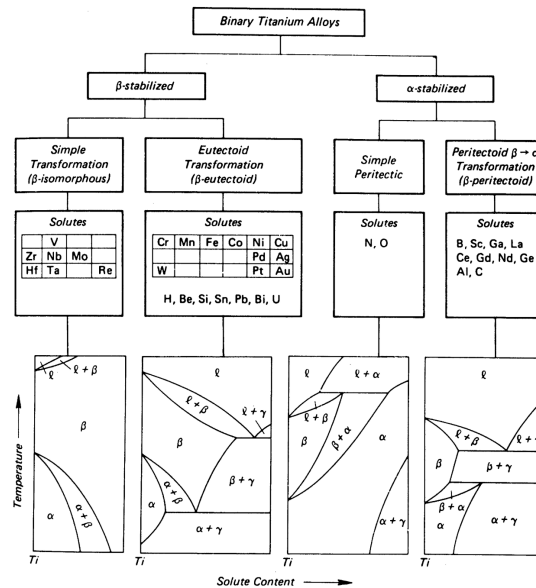 Binary Titanium Alloys
β-stabilized
α-stabilized
Simple
Transformation
(β-isomorphous)
Eutectoid
Transformation
(β-eutectoid)
Simple
Peritectic
Peritectoid β → α
Transformation
(β-peritectoid)
Solutes
V
Zr Nb Mo
Hf Ta Re
Solutes
Cr Mn Fe Co Ni Cu
Pd Ag
W Pt Au
H, Be, Si, Sn, Pb, Bi, U
Solutes
N, O
Solutes
B, Sc, Ga, La
Ce, Gd, Nd, Ge
Al, C
Temperature
ℓ
ℓ + β
β
α
α + β
Ti
ℓ
ℓ + β
ℓ + γ
β
α
α + β
β + γ
α + γ
Ti
ℓ
ℓ + α
ℓ + β
β
β + α
α
α + γ
Ti
ℓ
ℓ + β
ℓ + γ
β
β + γ
β + α
α
α + γ
Ti
Solute Content